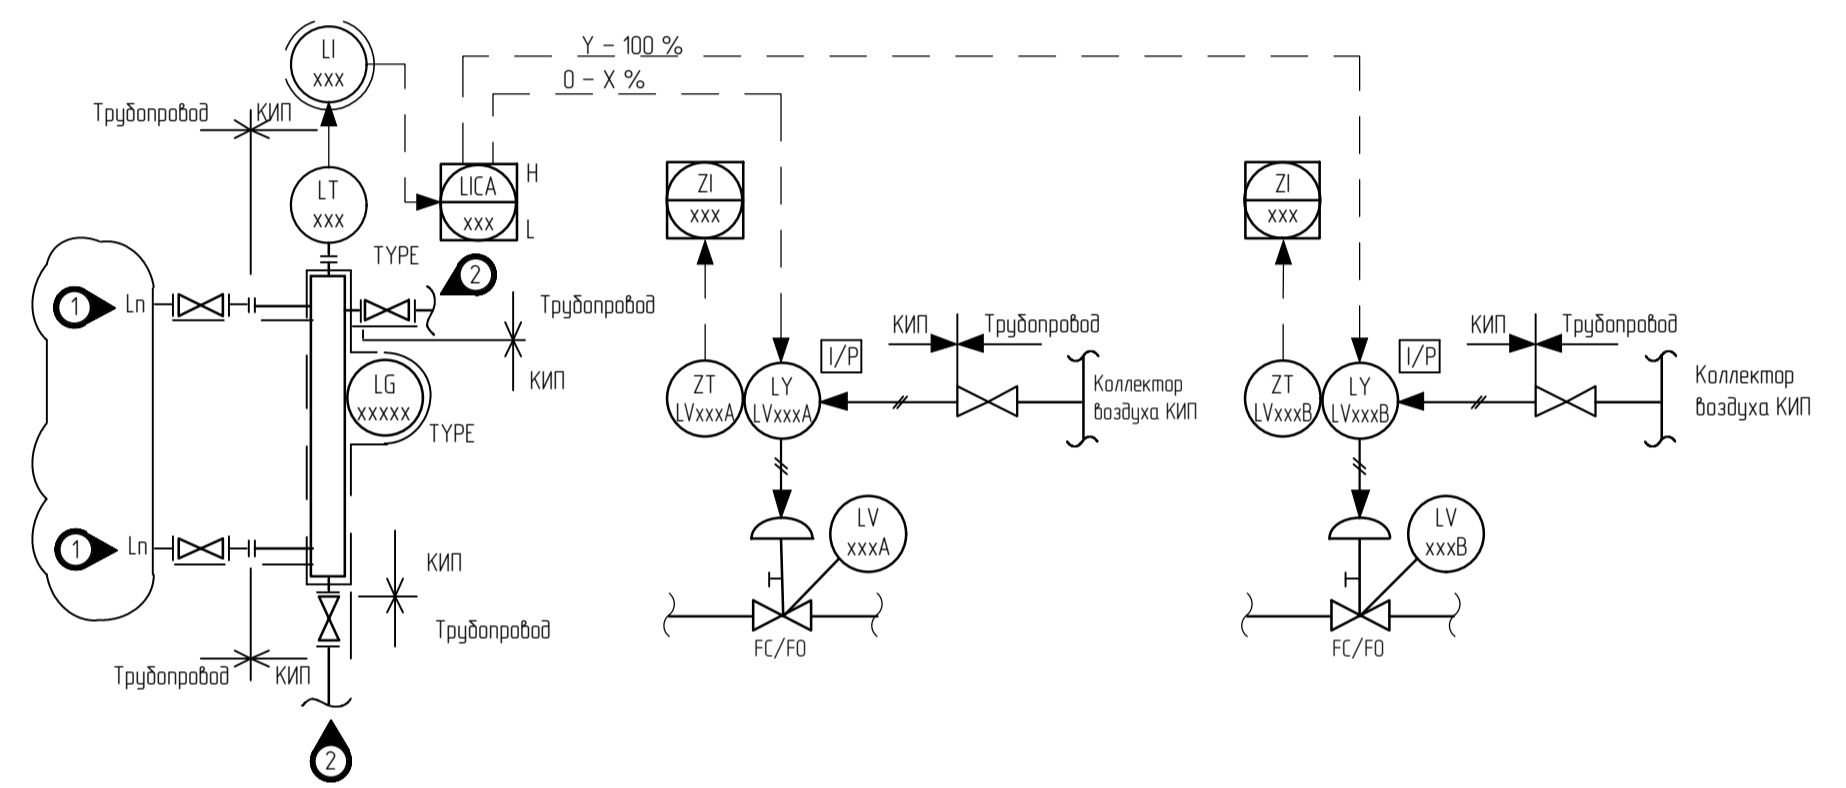 Y – 100 %
0 – X %
LI
xxx
Трубопровод
КИП
LT
xxx
LICA
xxx
H
L
TYPE
2
1
Ln
Трубопровод
КИП
LG
xxxxx
TYPE
1
Ln
КИП
Трубопровод
Трубопровод
КИП
2
ZI
xxx
ZT
LVxxxA
LY
LVxxxA
I/P
КИП
Трубопровод
Коллектор
воздуха КИП
LV
xxxA
FC/FO
ZI
xxx
ZT
LVxxxB
LY
LVxxxB
I/P
КИП
Трубопровод
Коллектор
воздуха КИП
LV
xxxB
FC/FO